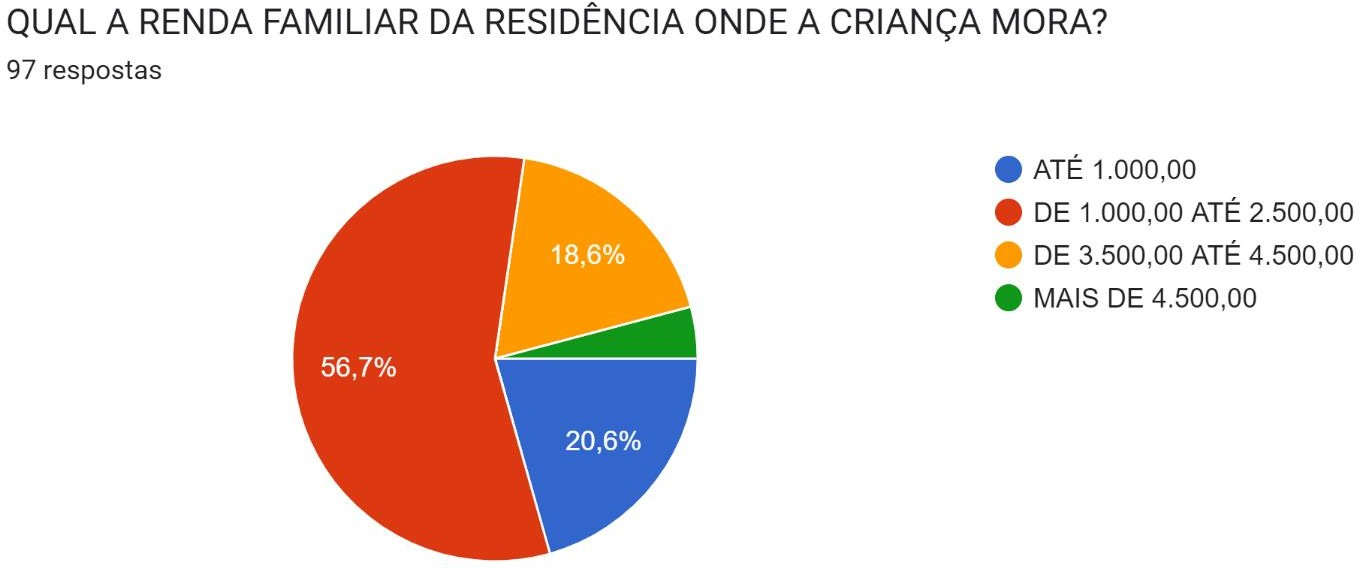 QUAL A RENDA FAMILIAR DA RESIDÊNCIA ONDE A CRIANÇA MORA?
97 respostas
18,6%
56,7%
20,6%
ATÉ 1.000,00
DE 1.000,00 ATÉ 2.500,00
DE 3.500,00 ATÉ 4.500,00
MAIS DE 4.500,00